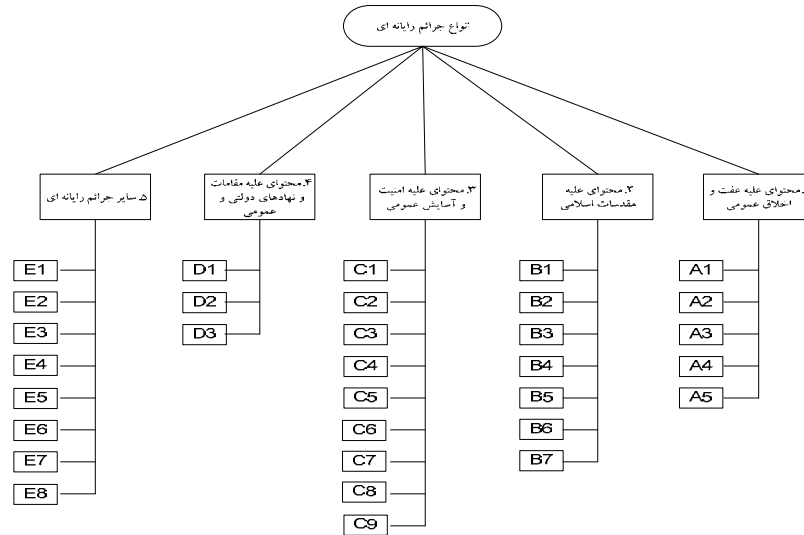 انواع جرائم رایانه ای
محتوای علیه عفت و
اخلاق عمومی
۲.محتوای علیه
مقدسات اسلامی
۳.محتوای علیه امنیت
و آسایش عمومی
۴.محتوای علیه مقامات
و نهادهای دولتی و
عمومی
۵.سایر جرائم رایانه ای
A1
A2
A3
A4
A5
B1
B2
B3
B4
B5
B6
B7
C1
C2
C3
C4
C5
C6
C7
C8
C9
D1
D2
D3
E1
E2
E3
E4
E5
E6
E7
E8